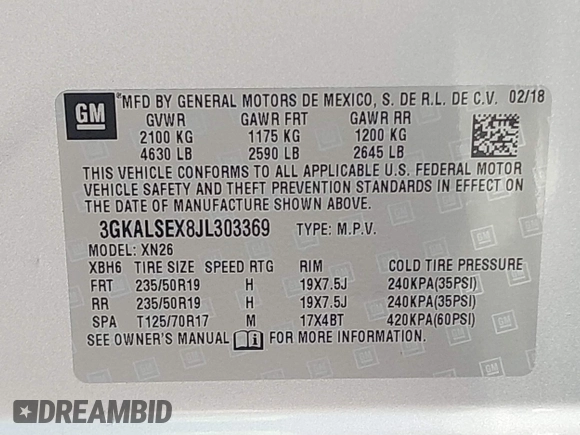 GM
*MFD BY GENERAL MOTORS DE MEXICO, S. DE R.L. DE C.V. 02/18
GVWR GAWR FRT GAWR RR
2100 KG 1175 KG 1200 KG
4630 LB 2590 LB 2645 LB
THIS VEHICLE CONFORMS TO ALL APPLICABLE U.S. FEDERAL MOTOR
VEHICLE SAFETY AND THEFT PREVENTION STANDARDS IN EFFECT ON THE
DATE OF MANUFACTURE SHOWN ABOVE.
3GKALSEX8JL303369 TYPE: M.P.V.
MODEL: XN26
XBH6 TIRE SIZE SPEED RTG RIM COLD TIRE PRESSURE
FRT 235/50R19 H 19X7.5J 240KPA(35PSI)
RR 235/50R19 H 19X7.5J 240KPA(35PSI)
SPA T125/70R17 M 17X4BT 420KPA(60PSI)
SEE OWNER'S MANUAL FOR MORE INFORMATION.
DREAMBID